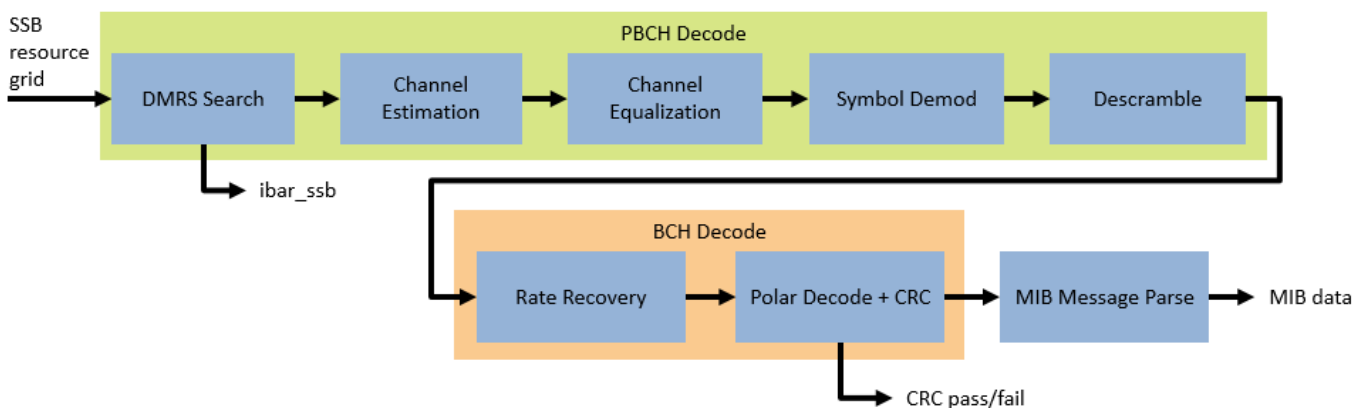 SSB
resource
grid
PBCH Decode
DMRS Search
Channel
Estimation
Channel
Equalization
Symbol Demod
Descramble
ibar_ssb
BCH Decode
Rate Recovery
Polar Decode + CRC
MIB Message Parse
MIB data
CRC pass/fail